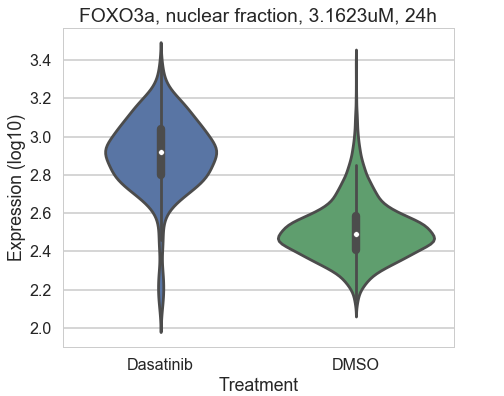 FOXO3a, nuclear fraction, 3.1623uM, 24h
Expression (log10)
3.4
3.2
3.0
2.8
2.6
2.4
2.2
2.0
Dasatinib DMSO
Treatment